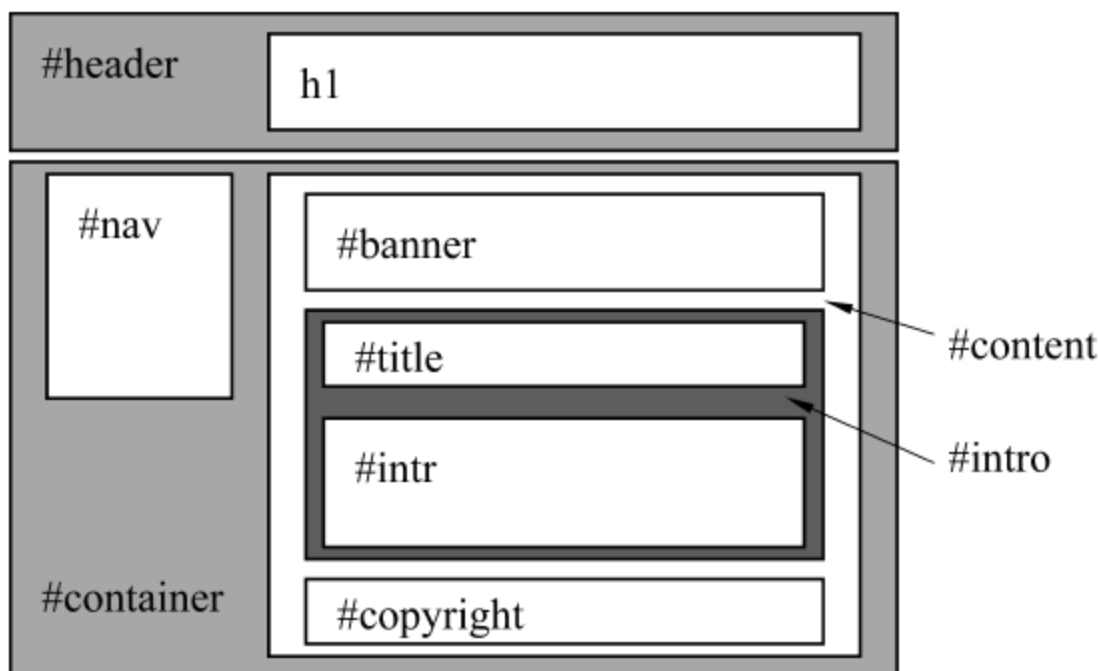 #header
h1
#nav
#banner
#content
#title
#intro
#intr
#container
#copyright